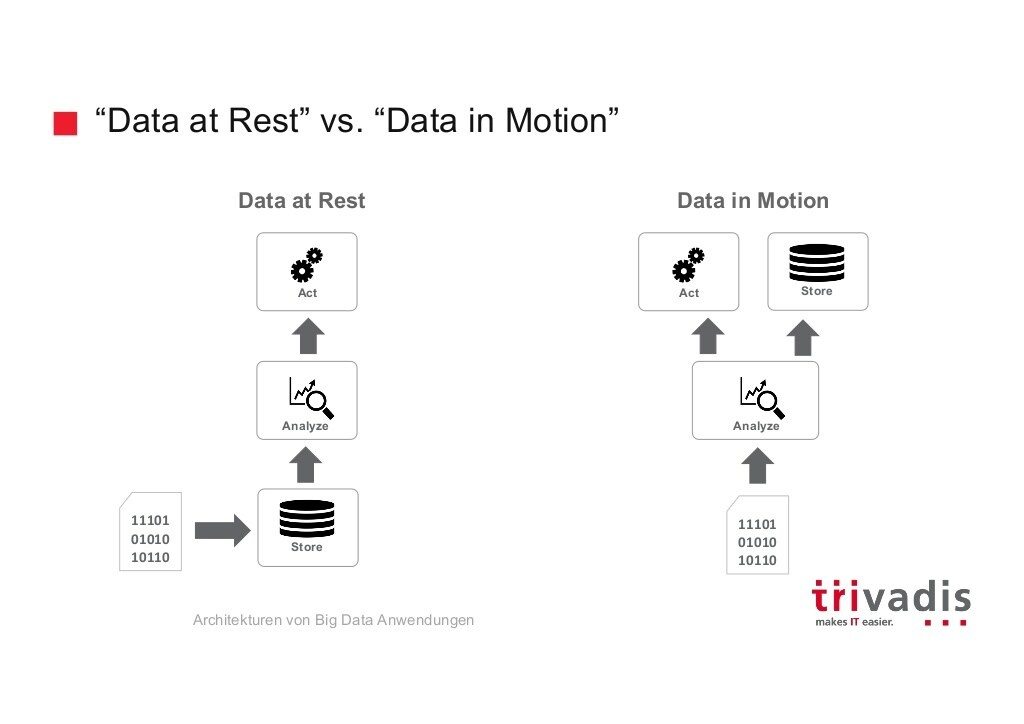 “Data at Rest” vs. “Data in Motion”
Data at Rest
Act
Analyze
Store
11101
01010
10110
Data in Motion
Act
Store
Analyze
11101
01010
10110
Architekturen von Big Data Anwendungen
trivadis
makes IT easier.